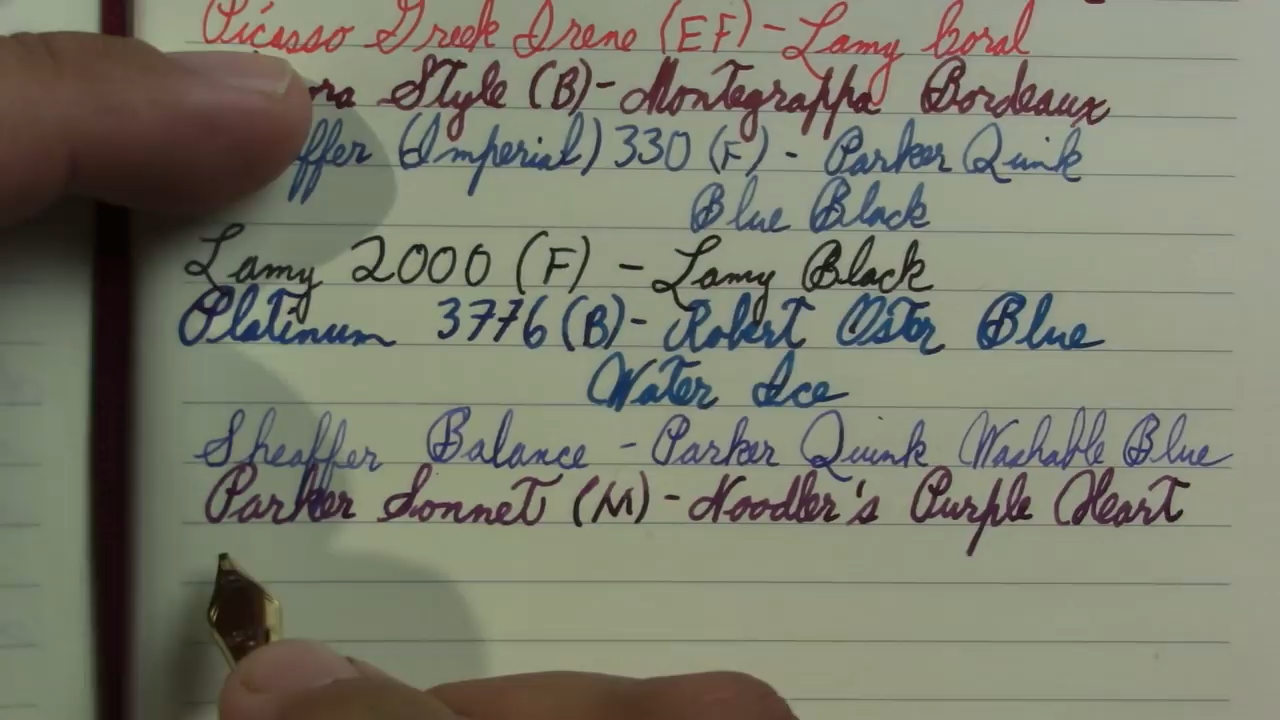 Picasso Greek Irene (EF) - Lamy Coral
Style (B) - Montegrappa Bordeaux
(Imperial) 330 (F) - Parker Quink
Blue Black
Lamy 2000 (F) - Lamy Black
Platinum 3776 (B) - Robert Oster Blue
Water Ice
Sheaffer Balance - Parker Quink Washable Blue
Parker Sonnet (M) - Noodler's Purple Heart